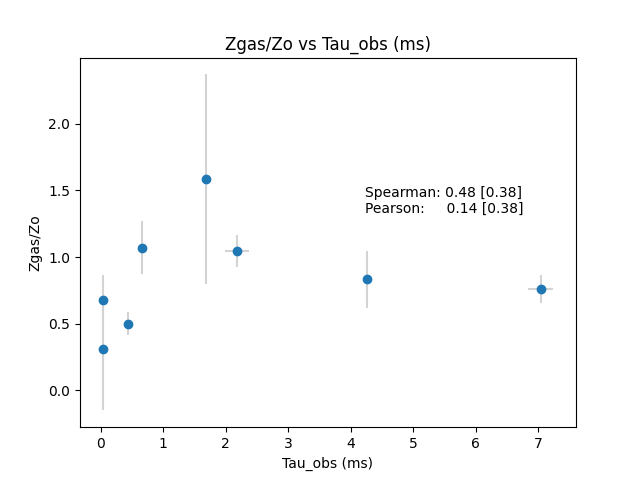 Zgas/Zo vs Tau_obs (ms)
2.0
1.5
1.0
0.5
0.0
Zgas/Zo
Spearman: 0.48 [0.38]
Pearson: 0.14 [0.38]
0 1 2 3 4 5 6 7
Tau_obs (ms)